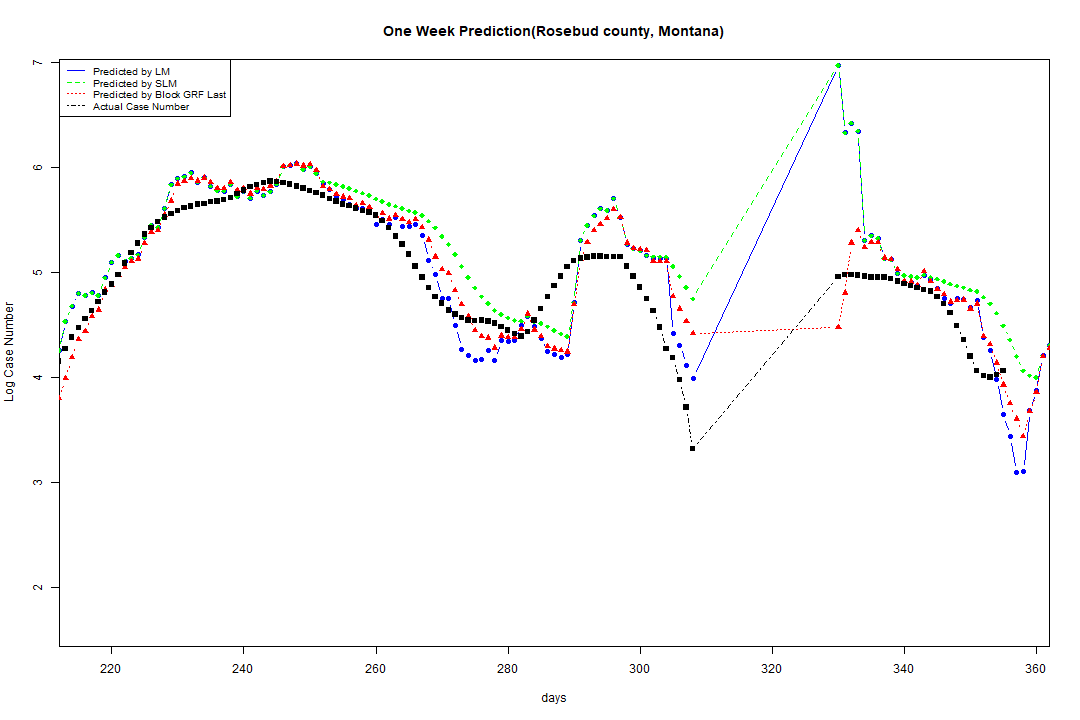 One Week Prediction(Rosebud county, Montana)
Predicted by LM
Predicted by SLM
Predicted by Block GRF Last
Actual Case Number
Log Case Number
7
6
5
4
3
2
220 240 260 280 300 320 340 360
days